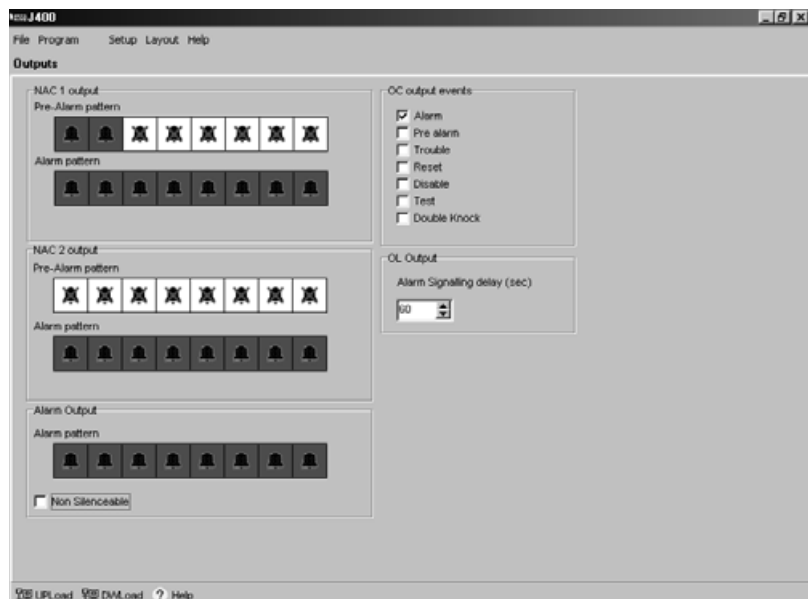 J400
File Program Setup Layout Help
Outputs
NAC 1 output
Pre-Alarm pattern
Alarm pattern
NAC 2 output
Pre-Alarm pattern
Alarm pattern
Alarm Output
Alarm pattern
Non Silenceable
OC output events
Alarm
Pre alarm
Trouble
Reset
Disable
Test
Double Knock
OL Output
Alarm Signalling delay (sec)
60
UPLoad DWLoad ? Help